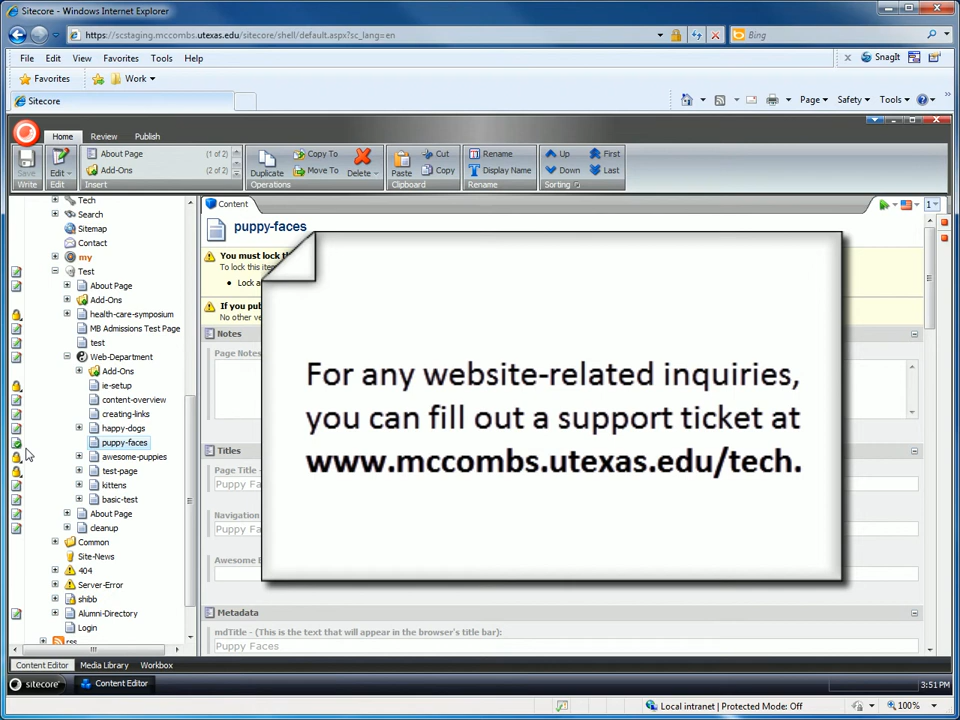 Sitecore - Windows Internet Explorer
https://scstaging.mccombs.utexas.edu/sitecore/shell/default.aspx?sc_lang=en
Bing
File Edit View Favorites Tools Help
SnagIt
Favorites Work
Sitecore
Page Safety Tools
Home Review Publish
Save
Write
Edit
Edit
About Page
Add-Ons
(1 of 2)
(2 of 2)
Insert
Duplicate
Copy To
Move To
Delete
Operations
Paste
Cut
Copy
Clipboard
Rename
Display Name
Rename
Up First
Down Last
Sorting
Tech
Search
Sitemap
Contact
my
Test
About Page
Add-Ons
health-care-symposium
MB Admissions Test Page
test
Web-Department
Add-Ons
ie-setup
content-overview
creating-links
happy-dogs
puppy-faces
awesome-puppies
test-page
kittens
basic-test
About Page
cleanup
Common
Site-News
404
Server-Error
shibb
Alumni-Directory
Login
rss
Content
1
puppy-faces
You must lock
To lock this
Lock a
If you pub
No other ve
Notes
Page Notes
Titles
Page Title
Puppy Fa
Navigation
Puppy Fa
Awesome
Metadata
mdTitle - (This is the text that will appear in the browser's title bar):
Puppy Faces
For any website-related inquiries,
you can fill out a support ticket at
www.mccombs.utexas.edu/tech.
Content Editor Media Library Workbox
sitecore Content Editor
3:51 PM
Local intranet | Protected Mode: Off
100%